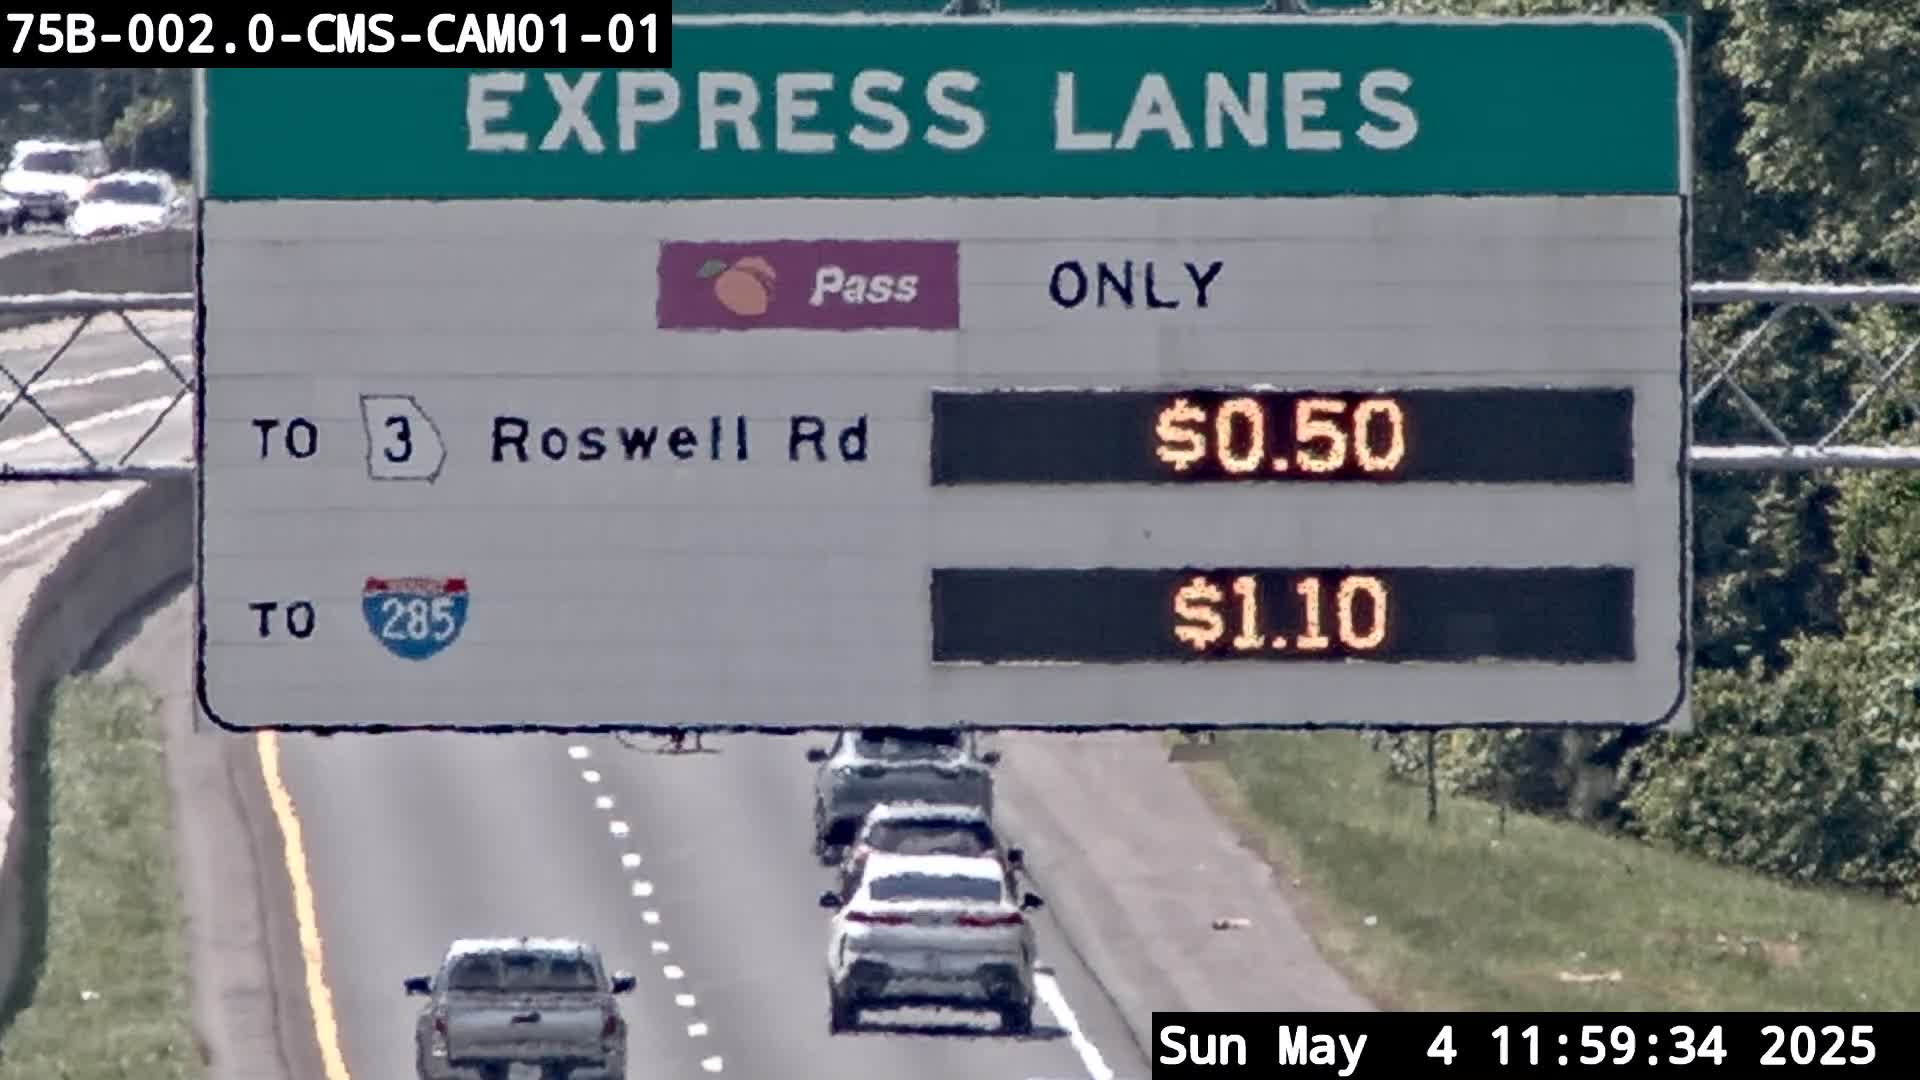 75B-002.0-CMS-CAM01-01
EXPRESS LANES
Pass ONLY
TO 3 Roswell Rd $0.50
TO 285 $1.10
Sun May 4 11:59:34 2025